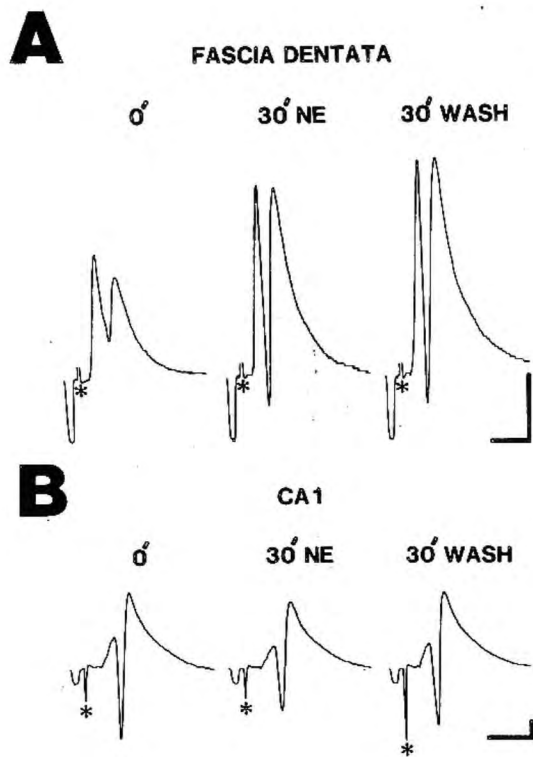 A
FASCIA DENTATA
0' 30' NE 30' WASH
* * *
B
CA1
0' 30' NE 30' WASH
* * *